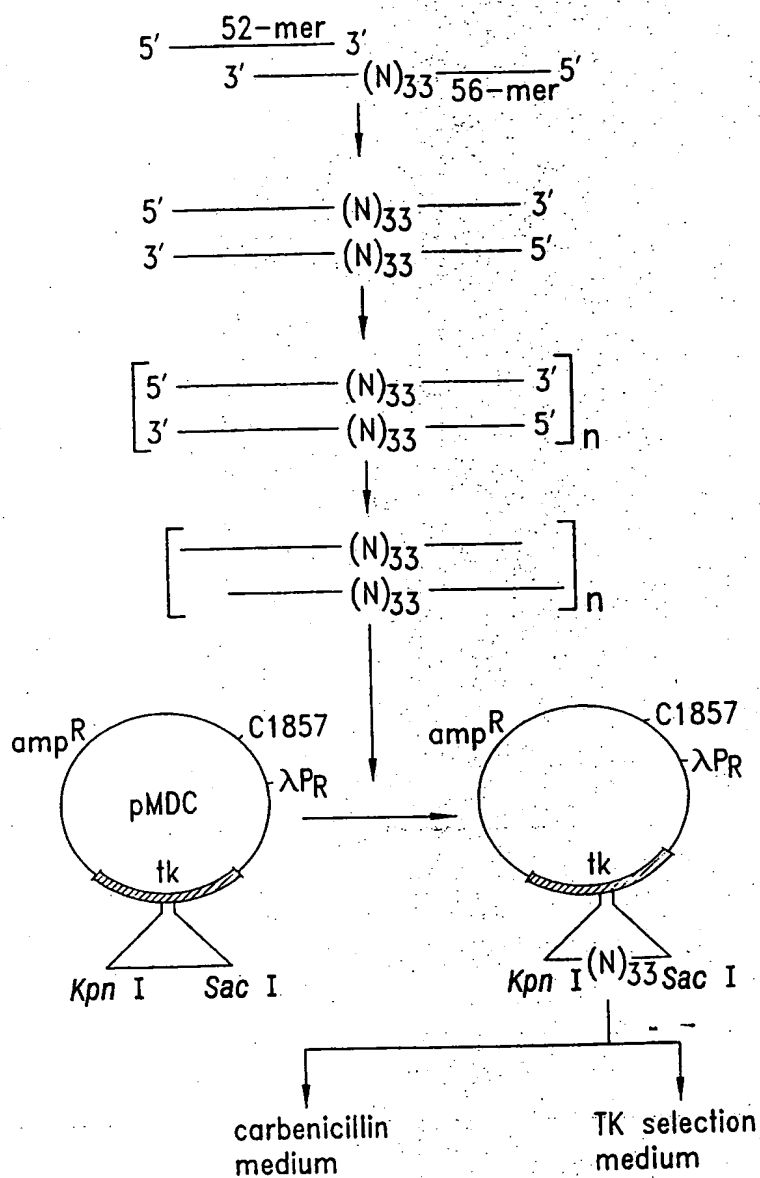 52-mer
5′ 3′
3′ (N)33 5′
56-mer
5′ (N)33 3′
3′ (N)33 5′
5′ (N)33 3′
3′ (N)33 5′ n
(N)33
(N)33 n
ampR C1857 λPR pMDC tk
Kpn I Sac I
ampR C1857 λPR tk
Kpn I (N)33 Sac I
carbenicillin
medium
TK selection
medium